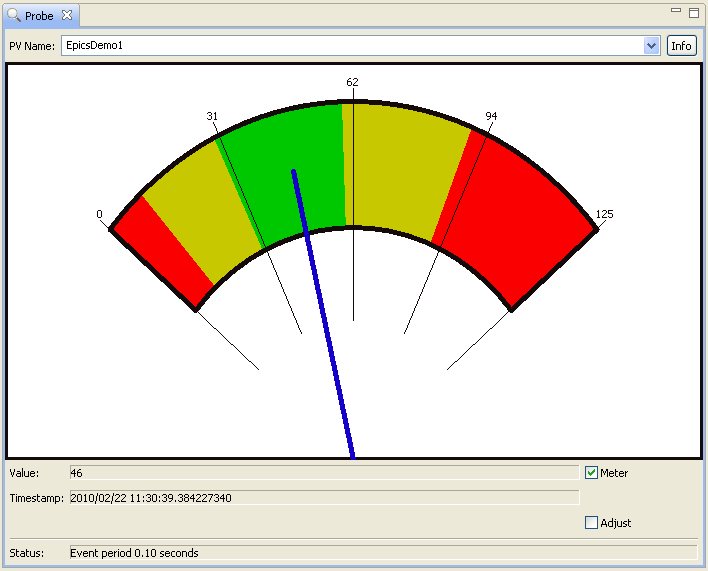 Probe
PV Name: EpicsDemo1 Info
62
31 94
0 125
Value: 46 Meter
Timestamp: 2010/02/22 11:30:39.384227340
Adjust
Status: Event period 0.10 seconds